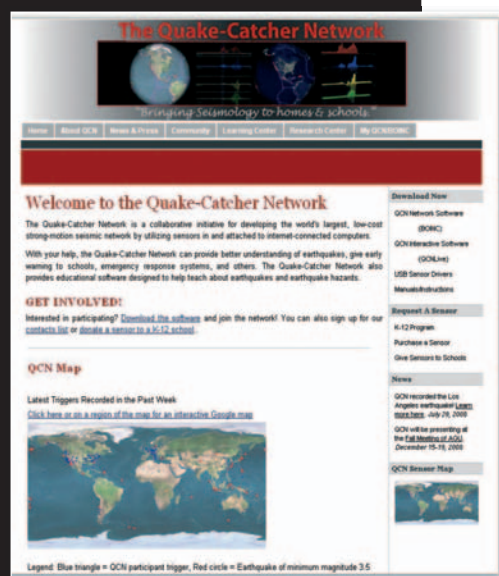 The Quake-Catcher Network
"Bringing Seismology to homes & schools."
Home About QCN News & Press Community Learning Center Research Center My QCN/BOINC
Welcome to the Quake-Catcher Network
The Quake-Catcher Network is a collaborative initiative for developing the world's largest, low-cost
strong-motion seismic network by utilizing sensors in and attached to internet-connected computers.
With your help, the Quake-Catcher Network can provide better understanding of earthquakes, give early
warning to schools, emergency response systems, and others. The Quake-Catcher Network also
provides educational software designed to help teach about earthquakes and earthquake hazards.
GET INVOLVED!
Interested in participating? Download the software and join the network! You can also sign up for our
contacts list or donate a sensor to a K-12 school.
QCN Map
Latest Triggers Recorded in the Past Week
Click here or on a region of the map for an interactive Google map
Legend: Blue triangle = QCN participant trigger, Red circle = Earthquake of minimum magnitude 3.5
Download Now
QCN Network Software
(BOINC)
QCN Interactive Software
(QCNLive)
USB Sensor Drivers
Manuals/Instructions
Request A Sensor
K-12 Program
Purchase a Sensor
Give Sensors to Schools
News
QCN recorded the Los
Angeles earthquake! Learn
more here. July 29, 2008
QCN will be presenting at
the Fall Meeting of AGU.
December 15-19, 2008
QCN Sensor Map